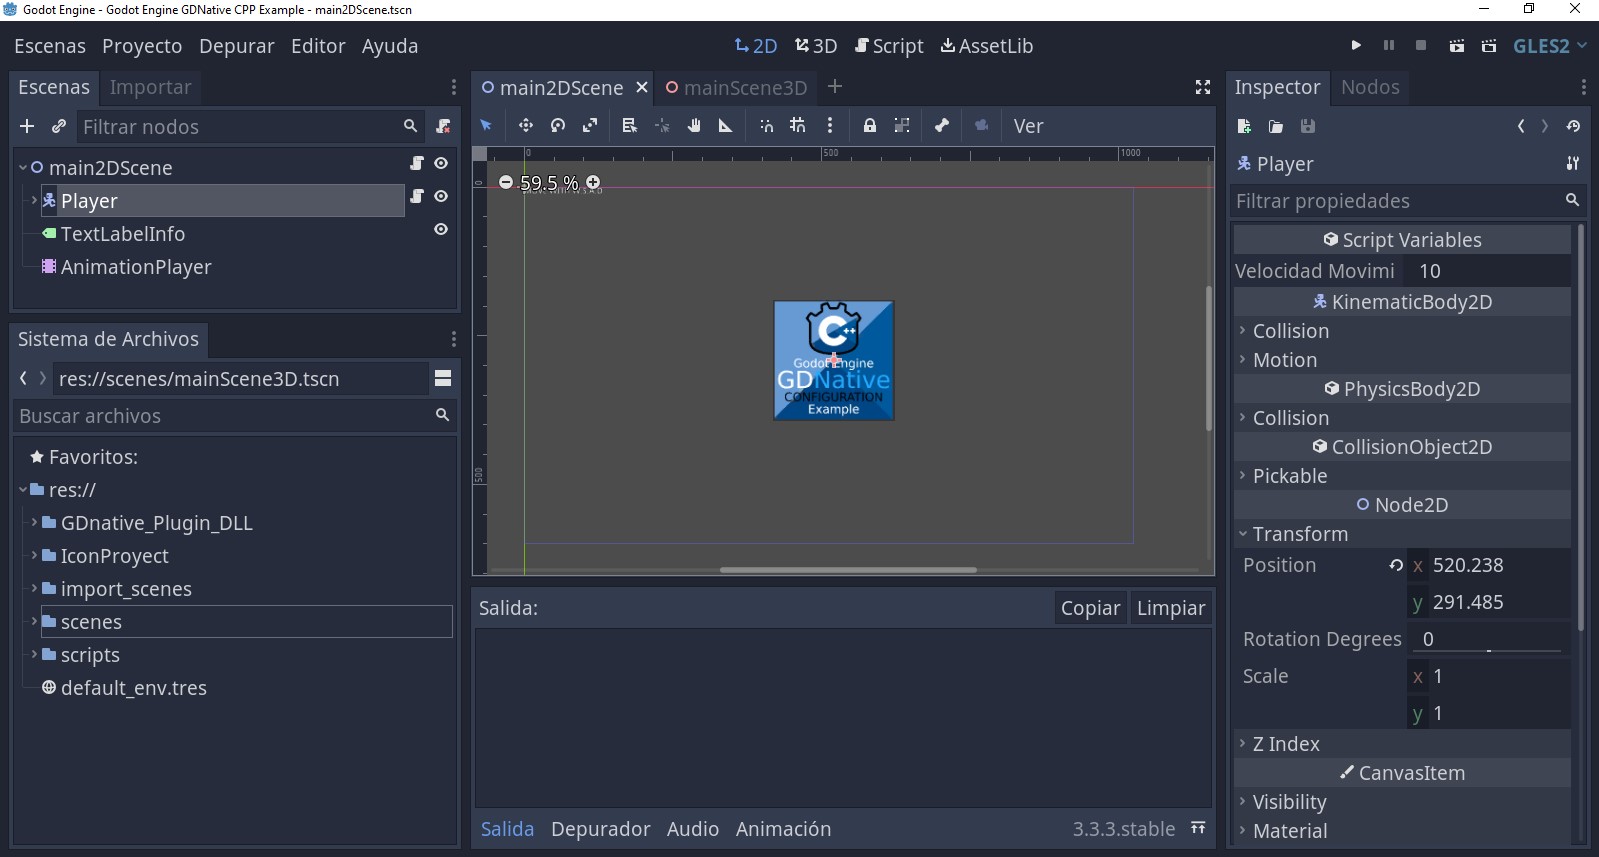 Godot Engine - Godot Engine GDNative CPP Example - main2DScene.tscn
Escenas Proyecto Depurar Editor Ayuda
2D 3D Script AssetLib
GLES2
Escenas Importar
Filtrar nodos
main2DScene
Player
TextLabelInfo
AnimationPlayer
Sistema de Archivos
res://scenes/mainScene3D.tscn
Buscar archivos
Favoritos:
res://
GDnative_Plugin_DLL
IconProyect
import_scenes
scenes
scripts
default_env.tres
main2DScene mainScene3D
Ver
0 500 1000
0
500
59.5 %
C++
Godot Engine
GDNative
CONFIGURATION
Example
Salida: Copiar Limpiar
Salida Depurador Audio Animación 3.3.3.stable
Inspector Nodos
Player
Filtrar propiedades
Script Variables
Velocidad Movimi 10
KinematicBody2D
Collision
Motion
PhysicsBody2D
Collision
CollisionObject2D
Pickable
Node2D
Transform
Position x 520.238
y 291.485
Rotation Degrees 0
Scale x 1
y 1
Z Index
CanvasItem
Visibility
Material